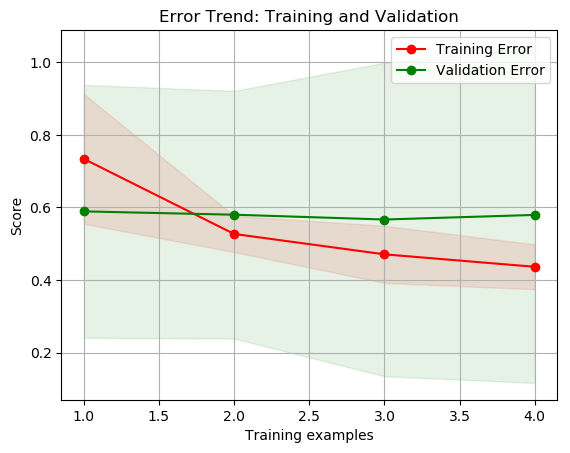 Error Trend: Training and Validation
Training Error
Validation Error
Score
1.0
0.8
0.6
0.4
0.2
1.0 1.5 2.0 2.5 3.0 3.5 4.0
Training examples